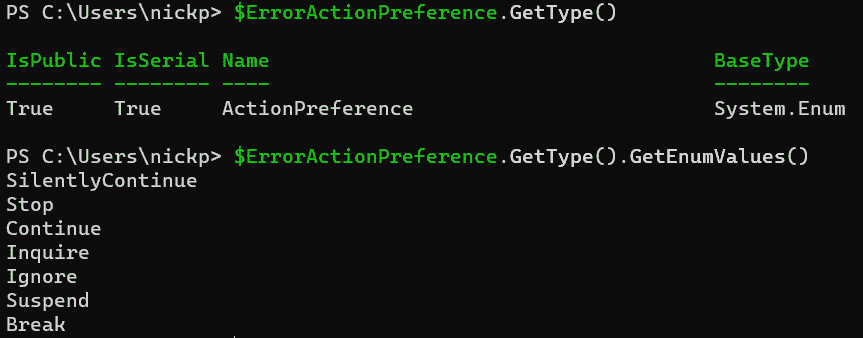 PS C:\Users\nickp> $ErrorActionPreference.GetType()
IsPublic IsSerial Name BaseType
-------- -------- ---- --------
True True ActionPreference System.Enum
PS C:\Users\nickp> $ErrorActionPreference.GetType().GetEnumValues()
SilentlyContinue
Stop
Continue
Inquire
Ignore
Suspend
Break